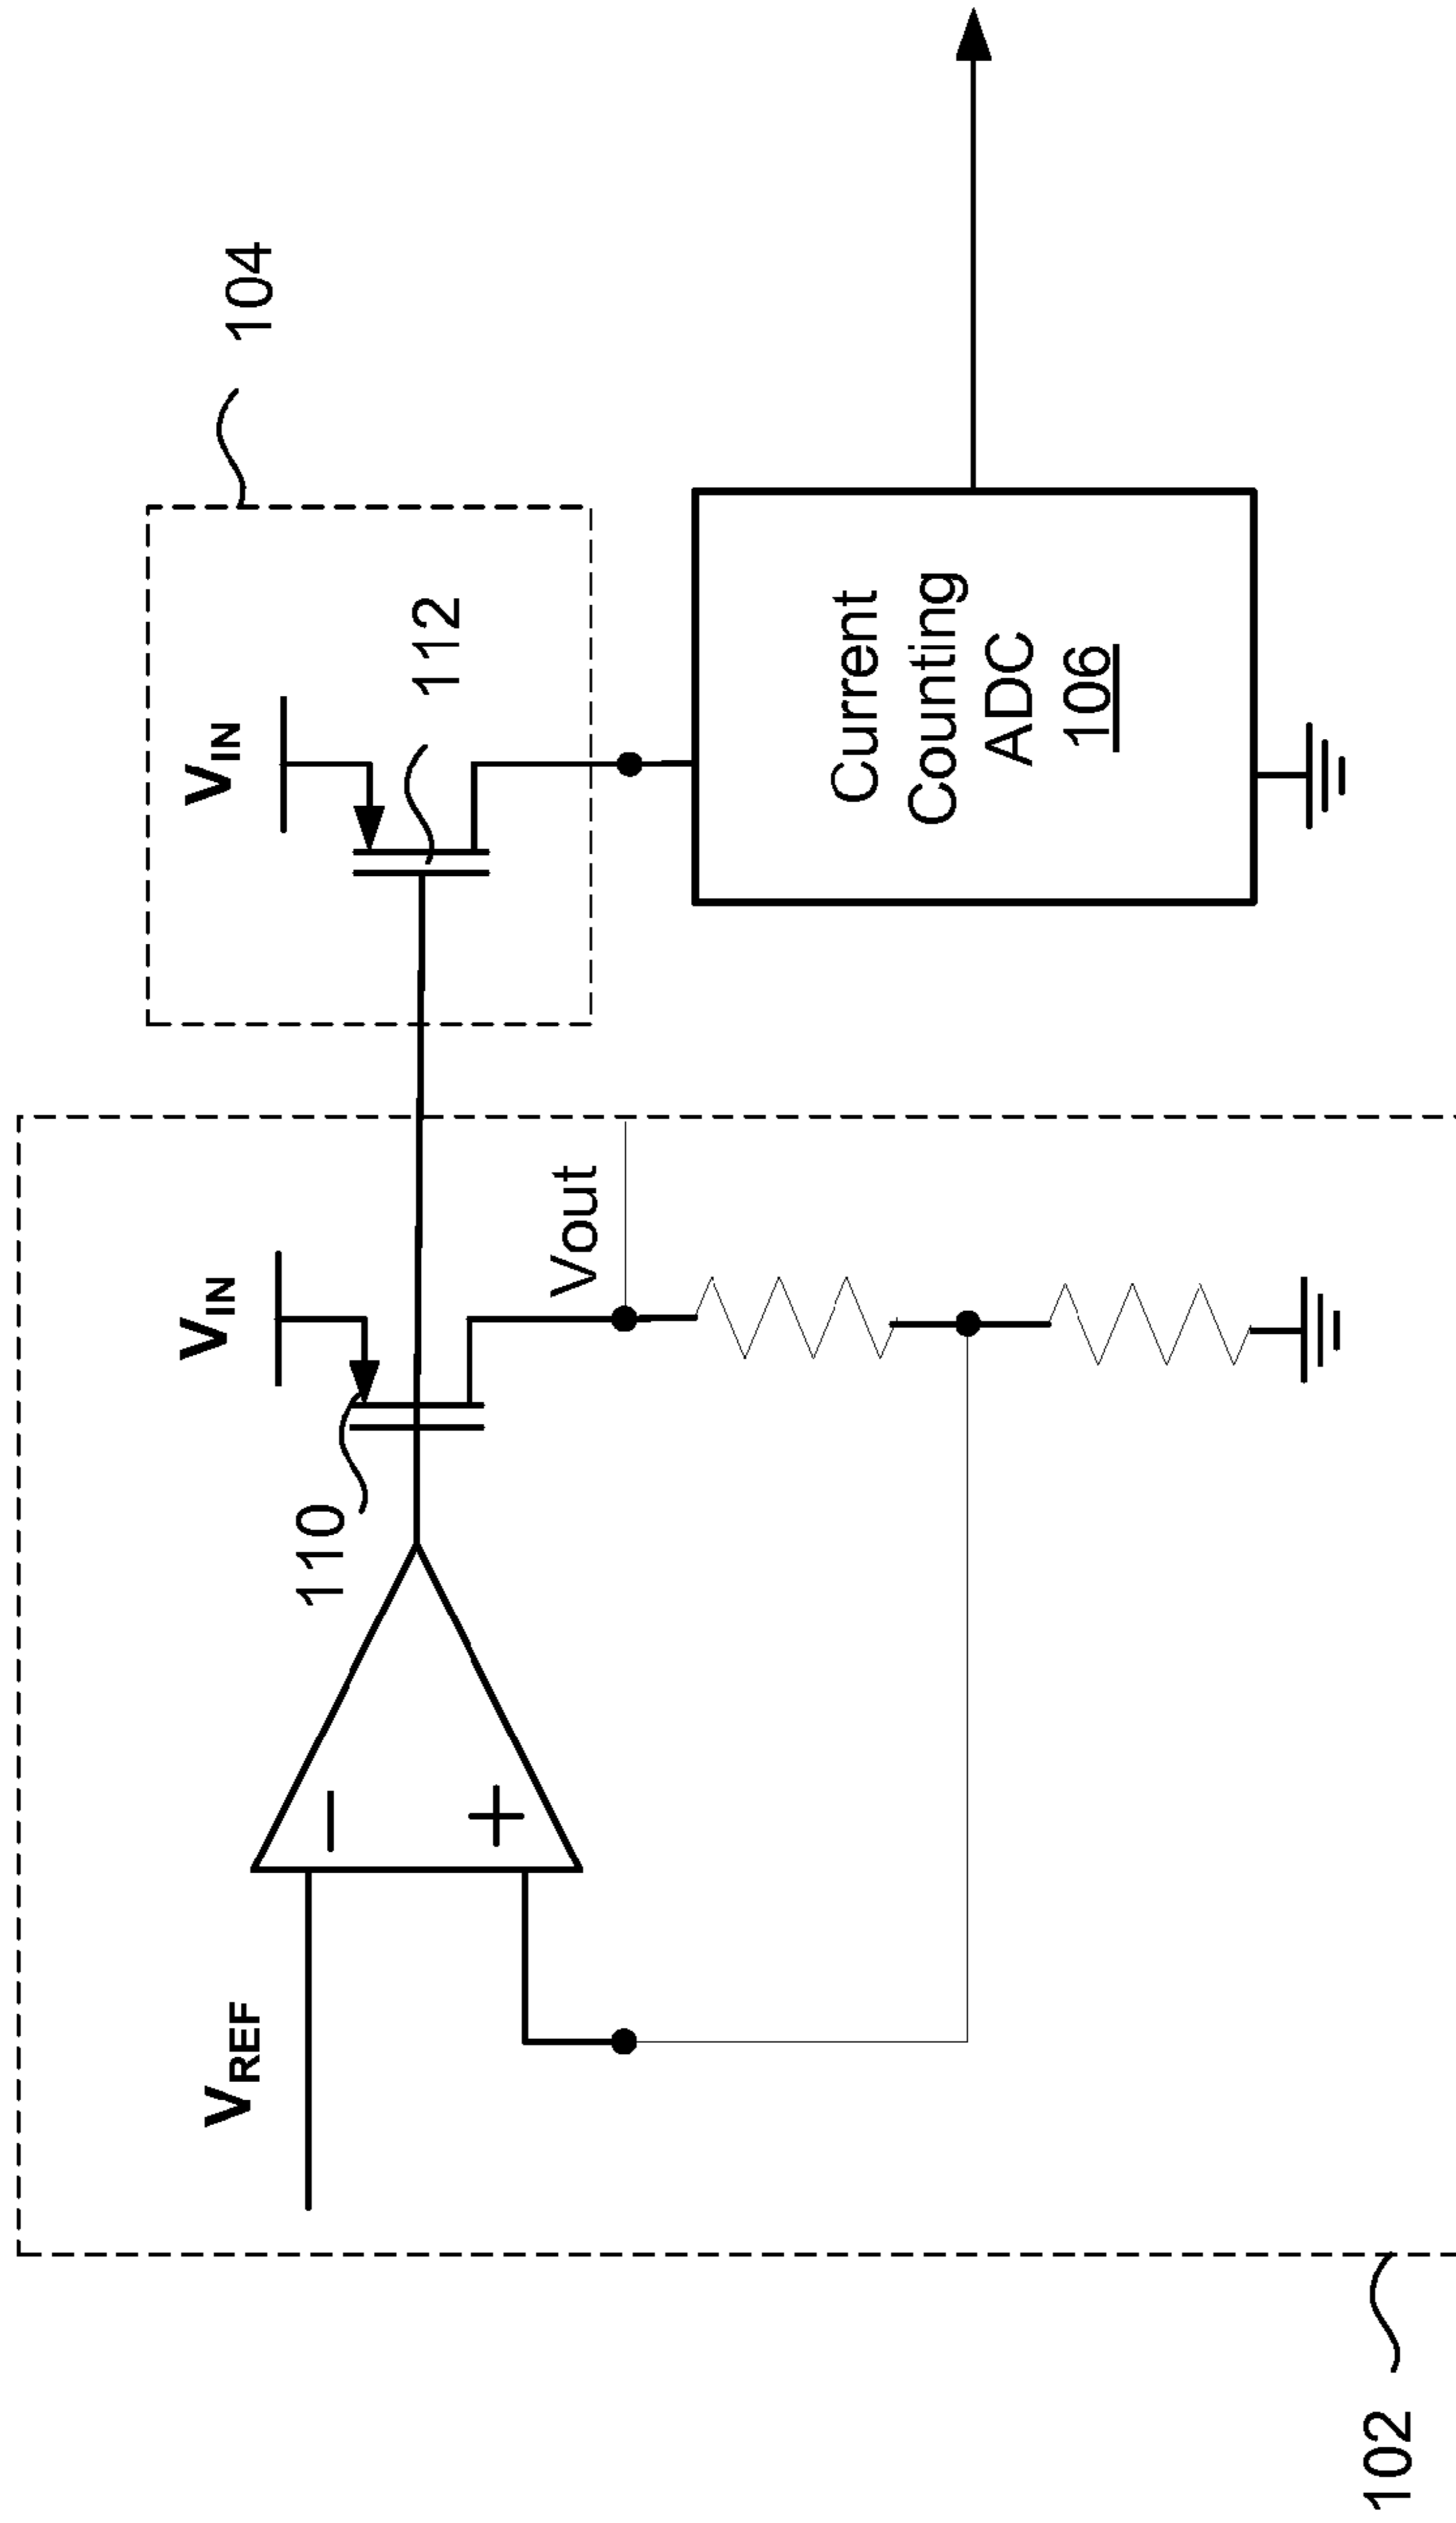 104
V_IN
112
Current
Counting
ADC
106
V_IN
Vout
110
−
+
V_REF
102